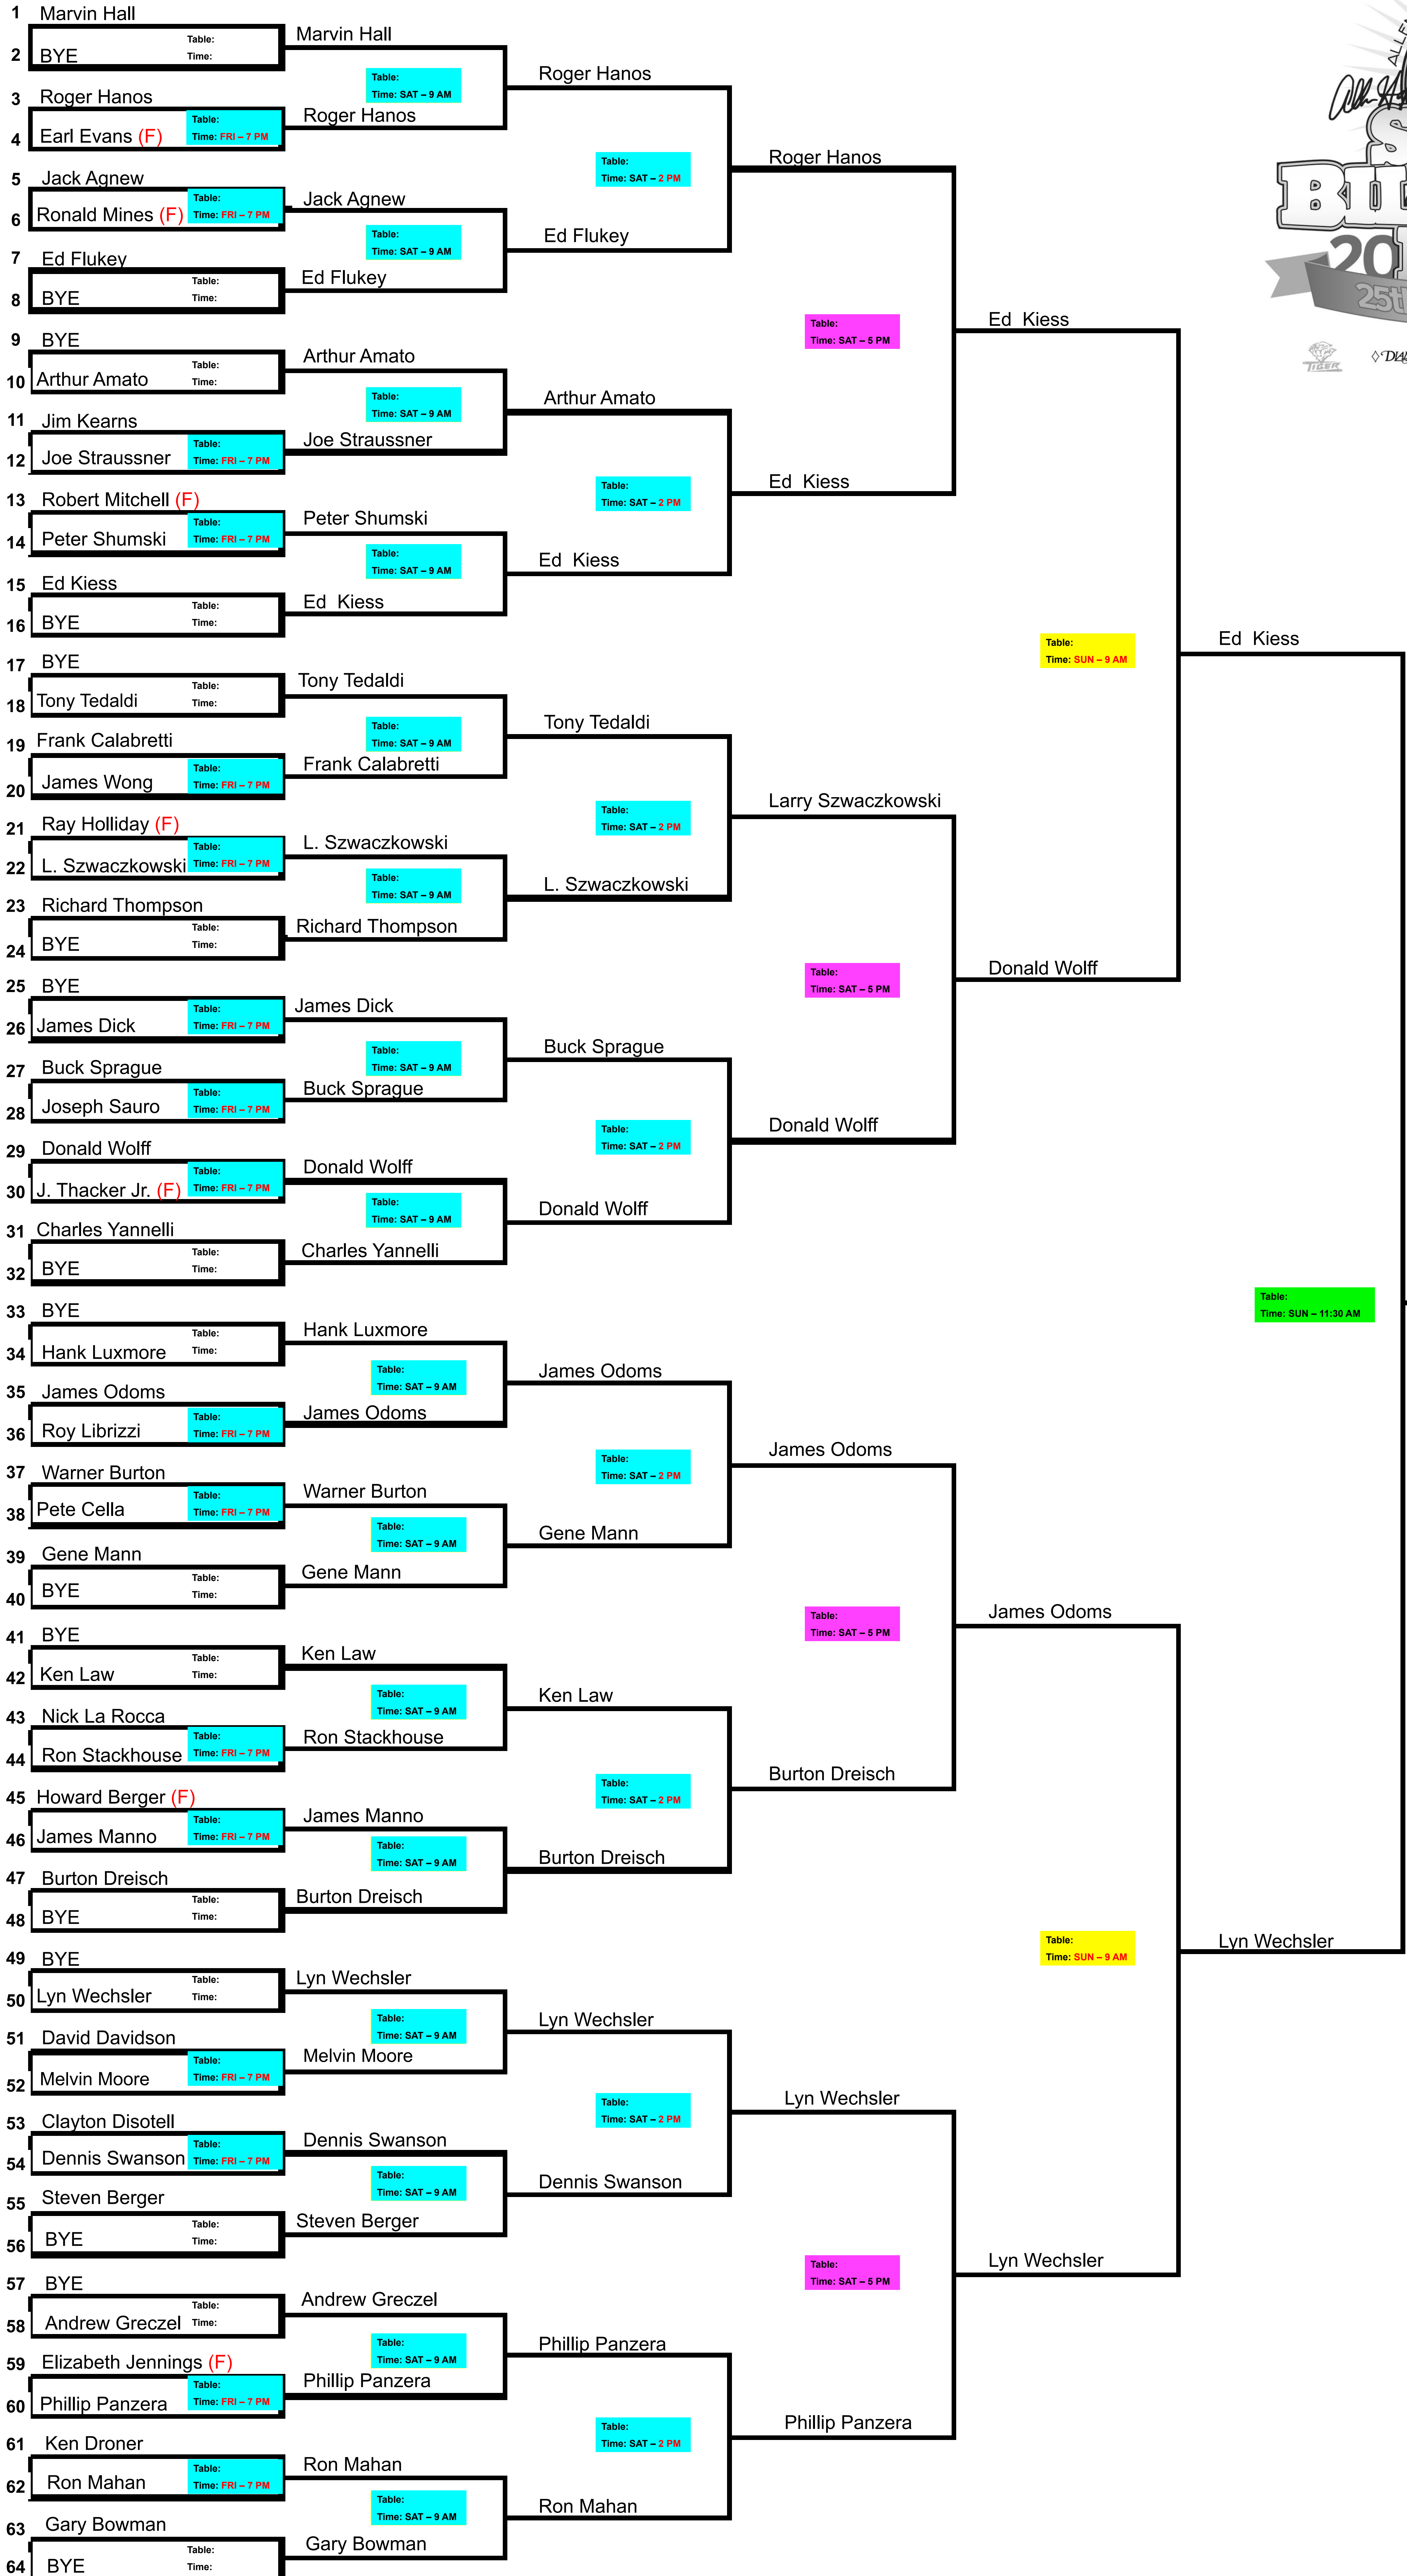 1 Marvin Hall
Table:
2 BYE Time:
Marvin Hall
Table:
Time: SAT – 9 AM
Roger Hanos
3 Roger Hanos
Table:
4 Earl Evans (F) Time: FRI – 7 PM
Roger Hanos
Table:
Time: SAT – 2 PM
Roger Hanos
5 Jack Agnew
Table:
6 Ronald Mines (F) Time: FRI – 7 PM
Jack Agnew
Table:
Time: SAT – 9 AM
Ed Flukey
7 Ed Flukey
Table:
8 BYE Time:
Ed Flukey
Table:
Time: SAT – 5 PM
Ed Kiess
9 BYE
Table:
10 Arthur Amato Time:
Arthur Amato
Table:
Time: SAT – 9 AM
Arthur Amato
11 Jim Kearns
Table:
12 Joe Straussner Time: FRI – 7 PM
Joe Straussner
Table:
Time: SAT – 2 PM
Ed Kiess
13 Robert Mitchell (F)
Table:
14 Peter Shumski Time: FRI – 7 PM
Peter Shumski
Table:
Time: SAT – 9 AM
Ed Kiess
15 Ed Kiess
Table:
16 BYE Time:
Ed Kiess
Table:
Time: SUN – 9 AM
Ed Kiess
17 BYE
Table:
18 Tony Tedaldi Time:
Tony Tedaldi
Table:
Time: SAT – 9 AM
Tony Tedaldi
19 Frank Calabretti
Table:
20 James Wong Time: FRI – 7 PM
Frank Calabretti
Table:
Time: SAT – 2 PM
Larry Szwaczkowski
21 Ray Holliday (F)
Table:
22 L. Szwaczkowski Time: FRI – 7 PM
L. Szwaczkowski
Table:
Time: SAT – 9 AM
L. Szwaczkowski
23 Richard Thompson
Table:
24 BYE Time:
Richard Thompson
Table:
Time: SAT – 5 PM
Donald Wolff
25 BYE
Table:
26 James Dick Time: FRI – 7 PM
James Dick
Table:
Time: SAT – 9 AM
Buck Sprague
27 Buck Sprague
Table:
28 Joseph Sauro Time: FRI – 7 PM
Buck Sprague
Table:
Time: SAT – 2 PM
Donald Wolff
29 Donald Wolff
Table:
30 J. Thacker Jr. (F) Time: FRI – 7 PM
Donald Wolff
Table:
Time: SAT – 9 AM
Donald Wolff
31 Charles Yannelli
Table:
32 BYE Time:
Charles Yannelli
Table:
Time: SUN – 11:30 AM
33 BYE
Table:
34 Hank Luxmore Time:
Hank Luxmore
Table:
Time: SAT – 9 AM
James Odoms
35 James Odoms
Table:
36 Roy Librizzi Time: FRI – 7 PM
James Odoms
Table:
Time: SAT – 2 PM
James Odoms
37 Warner Burton
Table:
38 Pete Cella Time: FRI – 7 PM
Warner Burton
Table:
Time: SAT – 9 AM
Gene Mann
39 Gene Mann
Table:
40 BYE Time:
Gene Mann
Table:
Time: SAT – 5 PM
James Odoms
41 BYE
Table:
42 Ken Law Time:
Ken Law
Table:
Time: SAT – 9 AM
Ken Law
43 Nick La Rocca
Table:
44 Ron Stackhouse Time: FRI – 7 PM
Ron Stackhouse
Table:
Time: SAT – 2 PM
Burton Dreisch
45 Howard Berger (F)
Table:
46 James Manno Time: FRI – 7 PM
James Manno
Table:
Time: SAT – 9 AM
Burton Dreisch
47 Burton Dreisch
Table:
48 BYE Time:
Burton Dreisch
Table:
Time: SUN – 9 AM
Lyn Wechsler
49 BYE
Table:
50 Lyn Wechsler Time:
Lyn Wechsler
Table:
Time: SAT – 9 AM
Lyn Wechsler
51 David Davidson
Table:
52 Melvin Moore Time: FRI – 7 PM
Melvin Moore
Table:
Time: SAT – 2 PM
Lyn Wechsler
53 Clayton Disotell
Table:
54 Dennis Swanson Time: FRI – 7 PM
Dennis Swanson
Table:
Time: SAT – 9 AM
Dennis Swanson
55 Steven Berger
Table:
56 BYE Time:
Steven Berger
Table:
Time: SAT – 5 PM
Lyn Wechsler
57 BYE
Table:
58 Andrew Greczel Time:
Andrew Greczel
Table:
Time: SAT – 9 AM
Phillip Panzera
59 Elizabeth Jennings (F)
Table:
60 Phillip Panzera Time: FRI – 7 PM
Phillip Panzera
Table:
Time: SAT – 2 PM
Phillip Panzera
61 Ken Droner
Table:
62 Ron Mahan Time: FRI – 7 PM
Ron Mahan
Table:
Time: SAT – 9 AM
Ron Mahan
63 Gary Bowman
Table:
64 BYE Time:
Gary Bowman
25th
TIGER